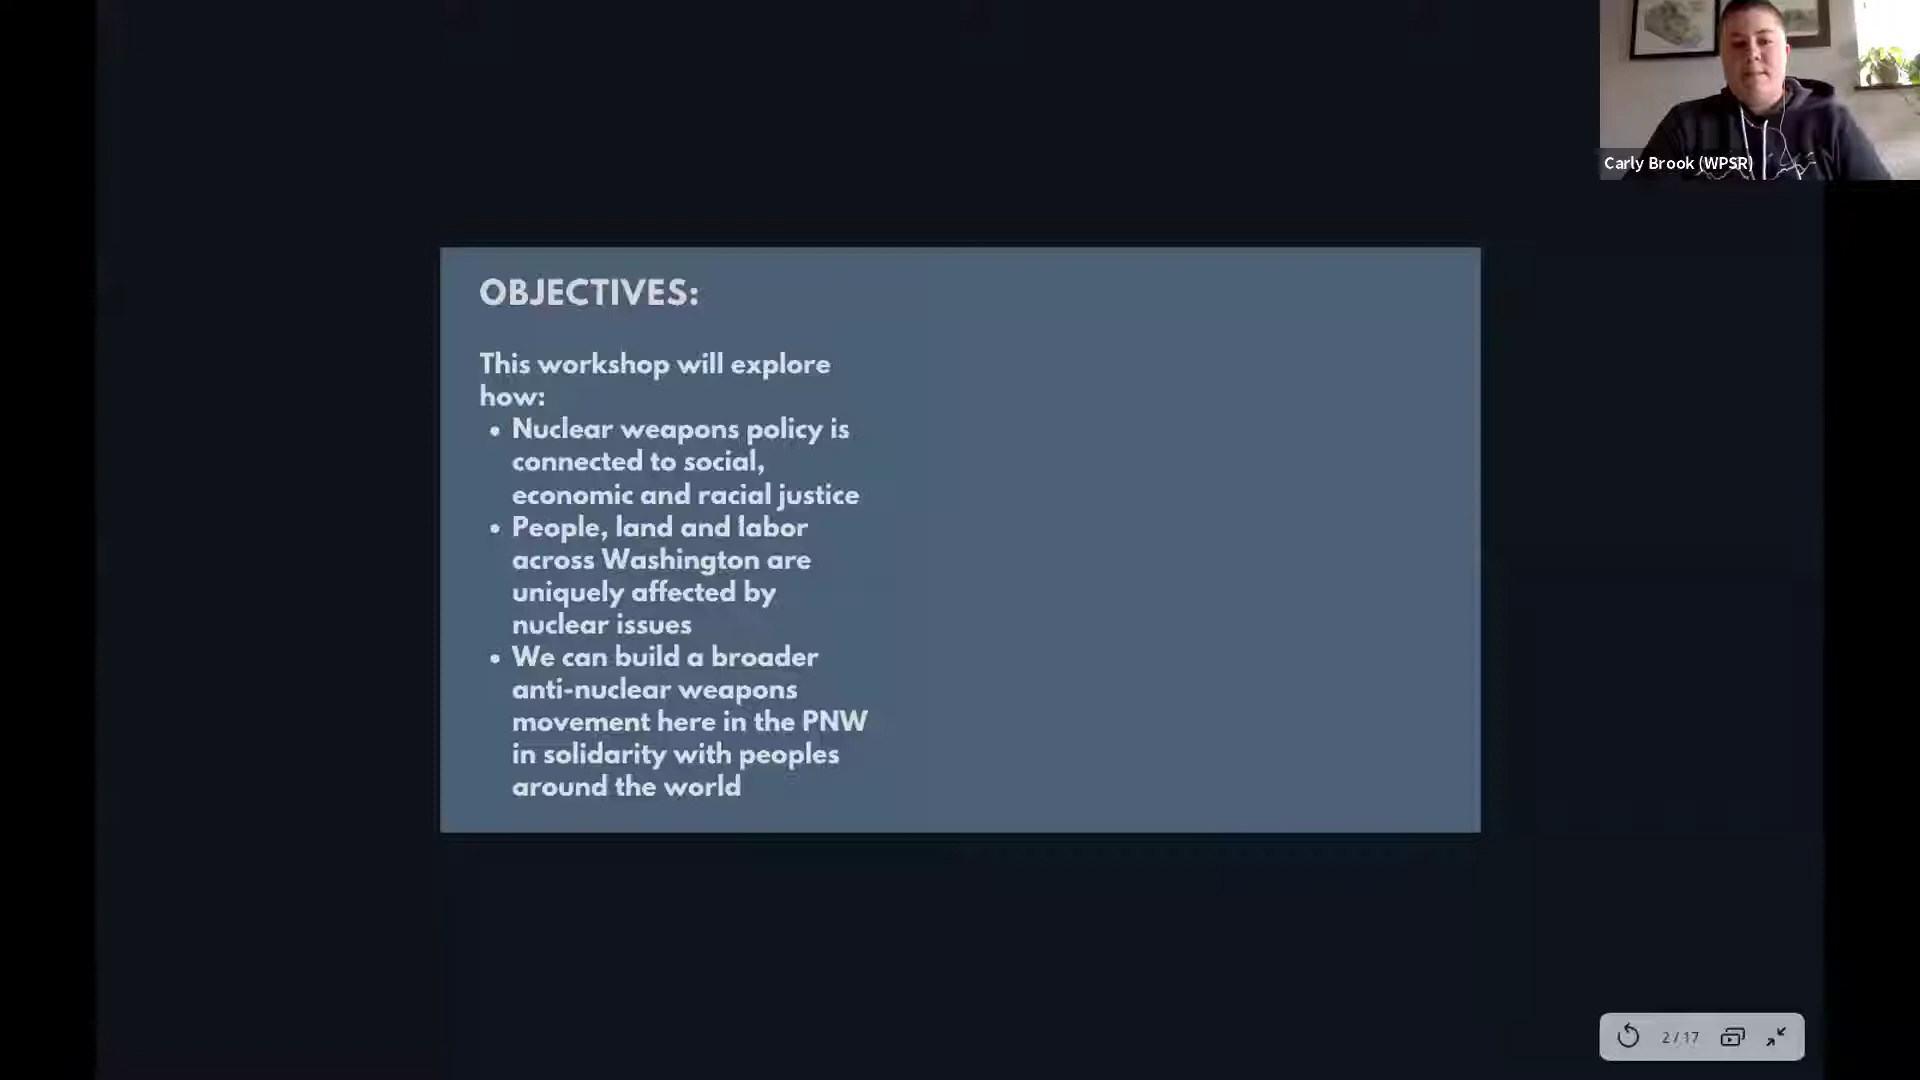 Carly Brook (WPSR)
OBJECTIVES:
This workshop will explore
how:
• Nuclear weapons policy is
connected to social,
economic and racial justice
• People, land and labor
across Washington are
uniquely affected by
nuclear issues
• We can build a broader
anti-nuclear weapons
movement here in the PNW
in solidarity with peoples
around the world
2/17